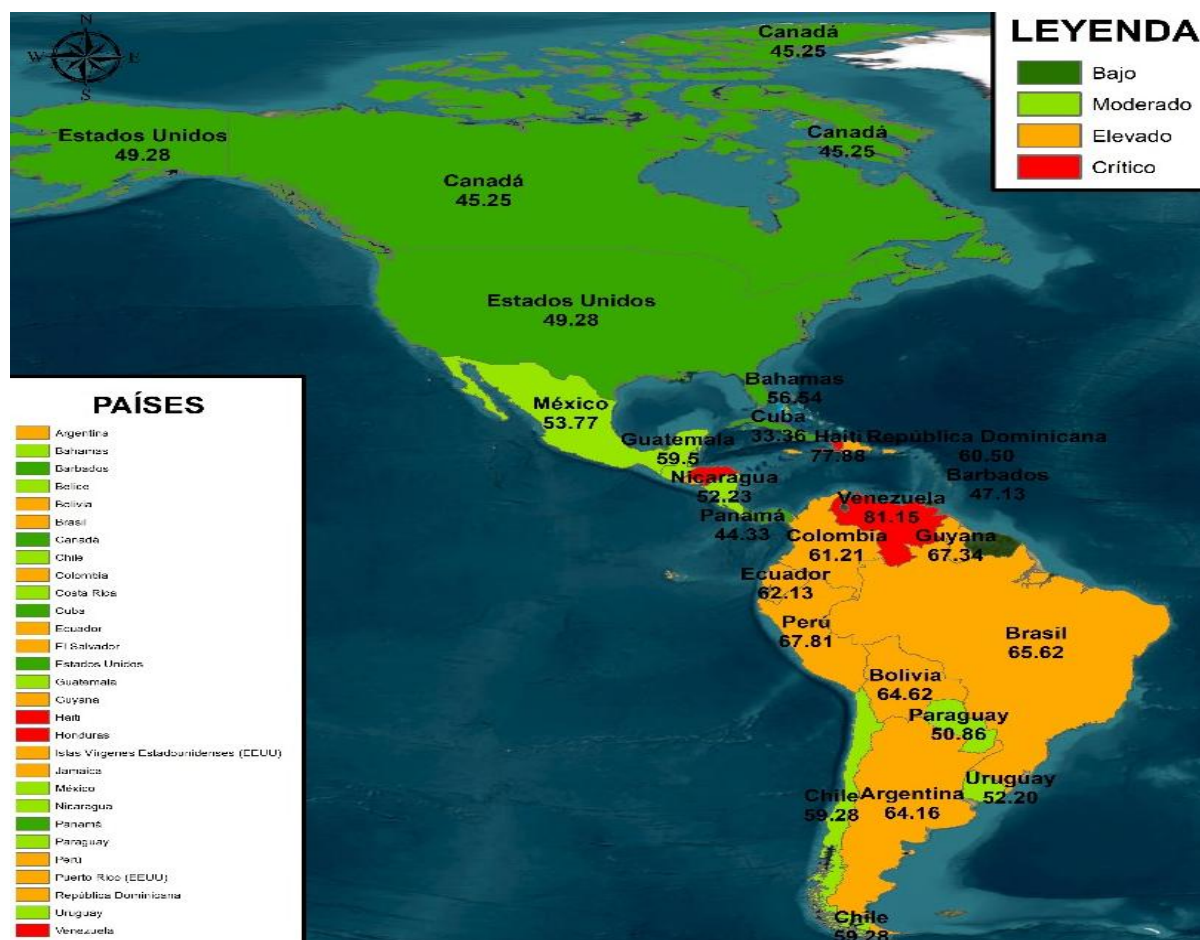 N
W E
S
LEYENDA
Bajo
Moderado
Elevado
Crítico
Canadá
45.25
Estados Unidos
49.28
Canadá
45.25
Canadá
45.25
Estados Unidos
49.28
Bahamas
56.54
México
53.77
Cuba
33.36
Guatemala
59.5
Haiti
77.88
República Dominicana
60.50
Nicaragua
52.23
Barbados
47.13
Panamá
44.33
Venezuela
81.15
Colombia
61.21
Guyana
67.34
Ecuador
62.13
Perú
67.81
Brasil
65.62
Bolivia
64.62
Paraguay
50.86
Uruguay
52.20
Chile
59.28
Argentina
64.16
Chile
59.28
PAÍSES
Argentina
Bahamas
Barbados
Belice
Bolivia
Brasil
Canadá
Chile
Colombia
Costa Rica
Cuba
Ecuador
El Salvador
Estados Unidos
Guatemala
Guyana
Haiti
Honduras
Islas Vírgenes Estadounidenses (EEUU)
Jamaica
México
Nicaragua
Panamá
Paraguay
Perú
Puerto Rico (EEUU)
República Dominicana
Uruguay
Venezuela